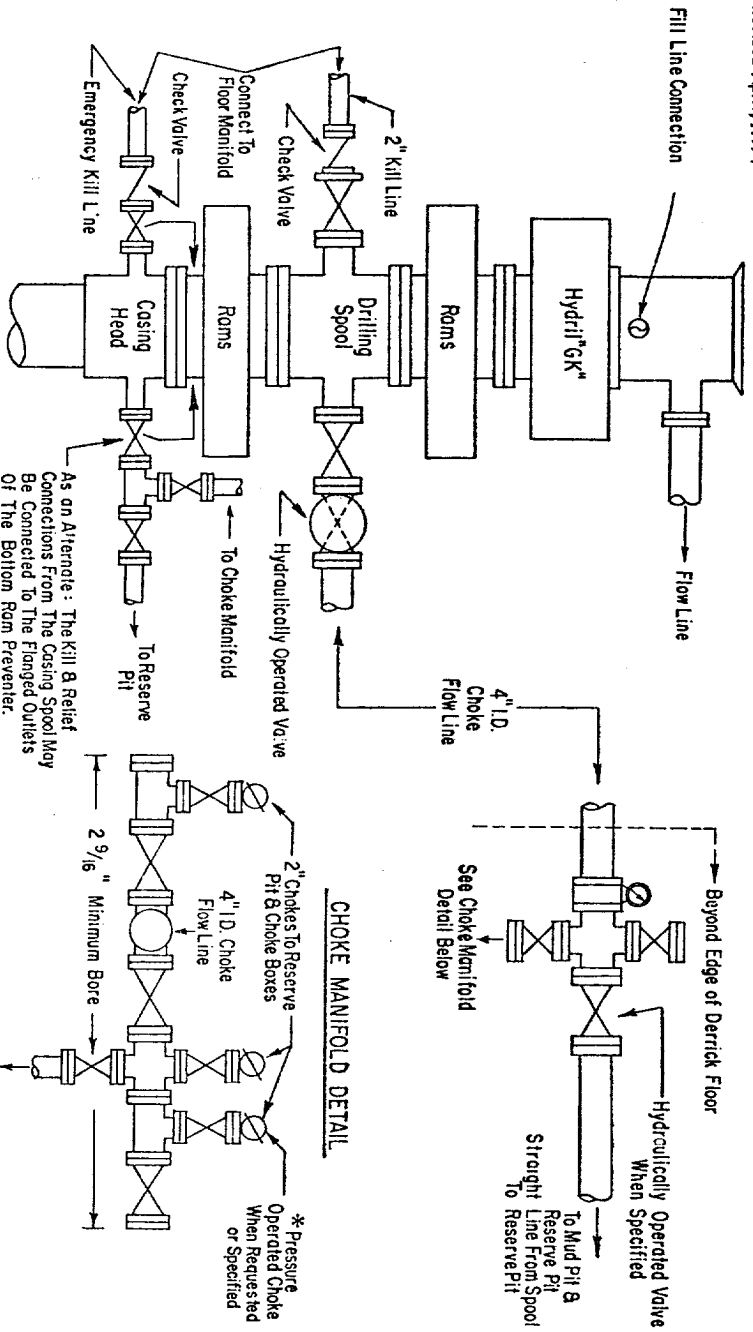 Fill Line Connection
Flow Line
Hydril "GK"
Rams
2" Kill Line
Check Valve
Connect To
Floor Manifold
Drilling
Spool
Hydraulically Operated Valve
4" I.D.
Choke
Flow Line
Rams
Check Valve
Emergency Kill Line
Casing
Head
To Choke Manifold
To Reserve
Pit
As an Alternate: The Kill & Relief
Connections From The Casing Spool May
Be Connected To The Flanged Outlets
Of The Bottom Ram Preventer.
Beyond Edge of Derrick Floor
Hydraulically Operated Valve
When Specified
See Choke Manifold
Detail Below
To Mud Pit &
Reserve Pit
Straight Line From Spool
To Reserve Pit
CHOKE MANIFOLD DETAIL
2" Chokes To Reserve
Pit & Choke Boxes
4" I.D. Choke
Flow Line
* Pressure
Operated Choke
When Requested
or Specified
2 9/16" Minimum Bore